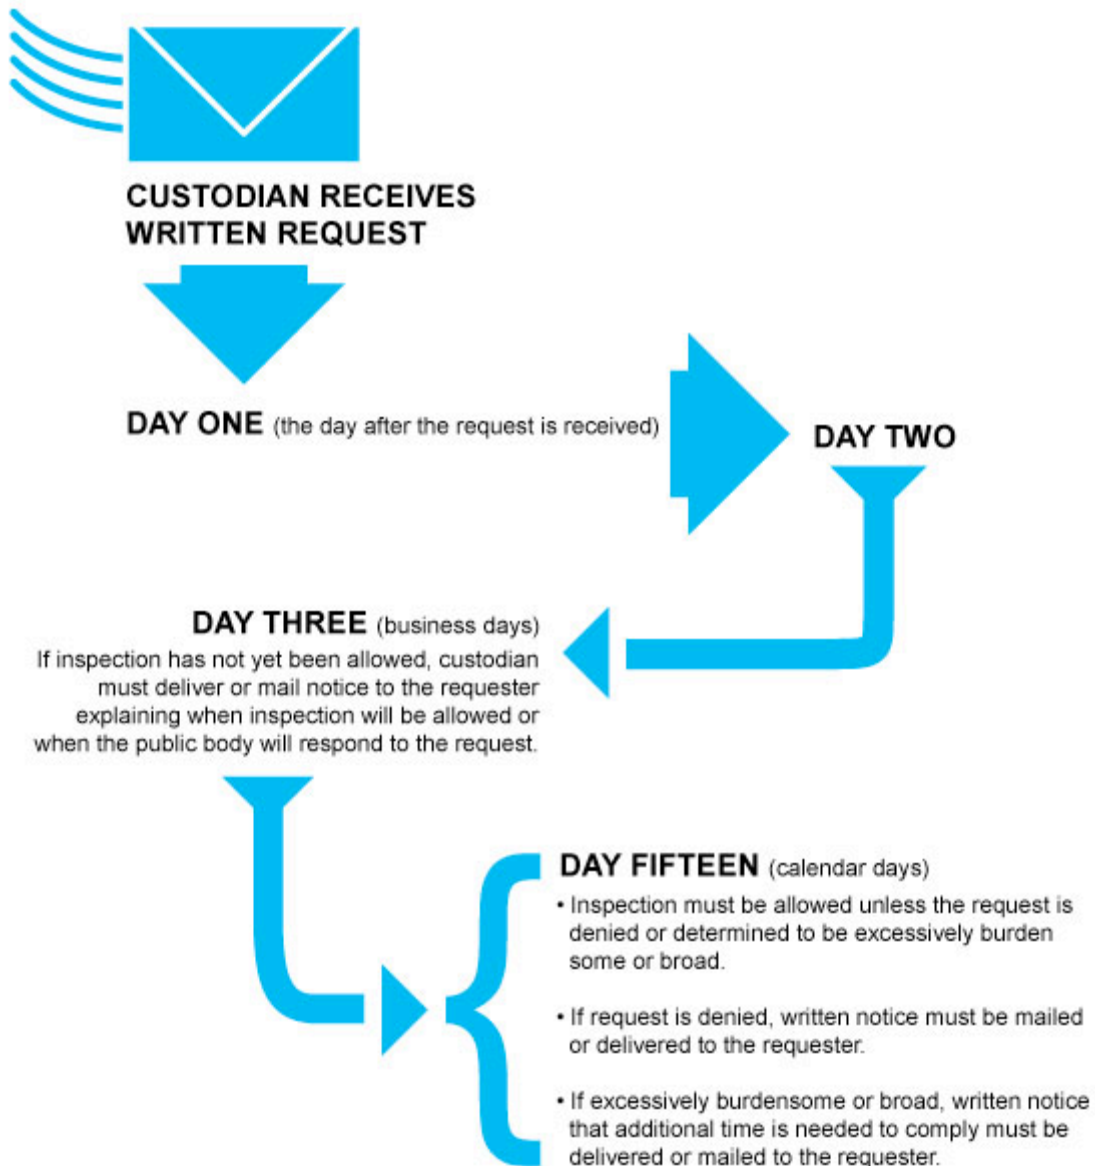 CUSTODIAN RECEIVES
WRITTEN REQUEST
DAY ONE (the day after the request is received)
DAY TWO
DAY THREE (business days)
If inspection has not yet been allowed, custodian
must deliver or mail notice to the requester
explaining when inspection will be allowed or
when the public body will respond to the request.
DAY FIFTEEN (calendar days)
• Inspection must be allowed unless the request is
denied or determined to be excessively burden
some or broad.
• If request is denied, written notice must be mailed
or delivered to the requester.
• If excessively burdensome or broad, written notice
that additional time is needed to comply must be
delivered or mailed to the requester.